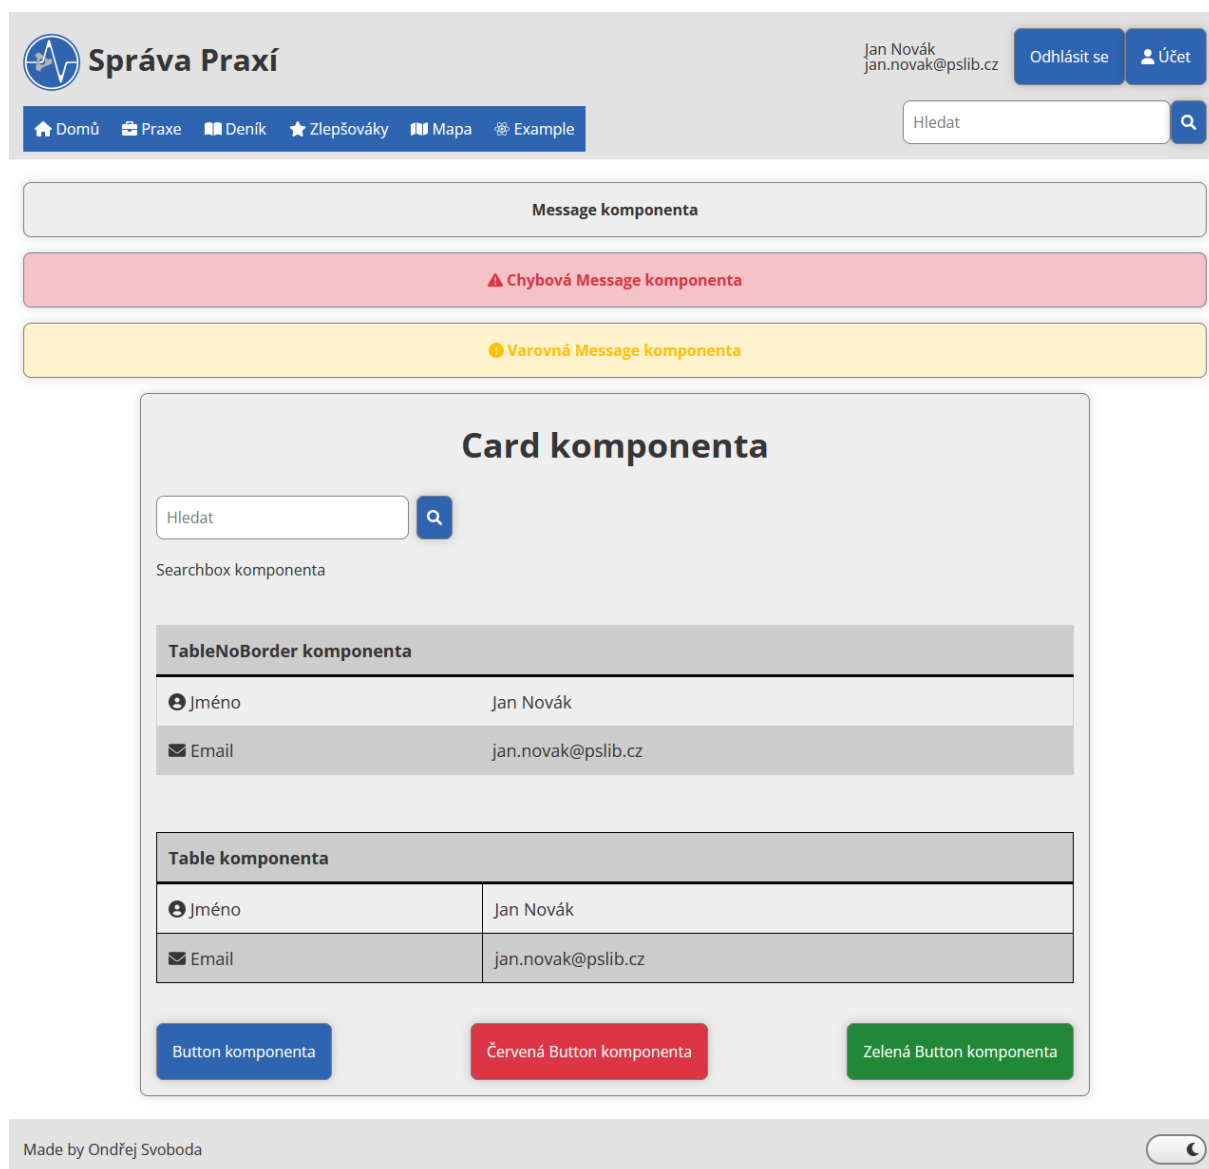 Správa Praxí
Jan Novák
jan.novak@pslib.cz
Odhlásit se
Účet
Domů Praxe Deník Zlepšováky Mapa Example
Hledat
Message komponenta
Chybová Message komponenta
Varovná Message komponenta
Card komponenta
Hledat
Searchbox komponenta
TableNoBorder komponenta
Jméno Jan Novák
Email jan.novak@pslib.cz
Table komponenta
Jméno Jan Novák
Email jan.novak@pslib.cz
Button komponenta Červená Button komponenta Zelená Button komponenta
Made by Ondřej Svoboda